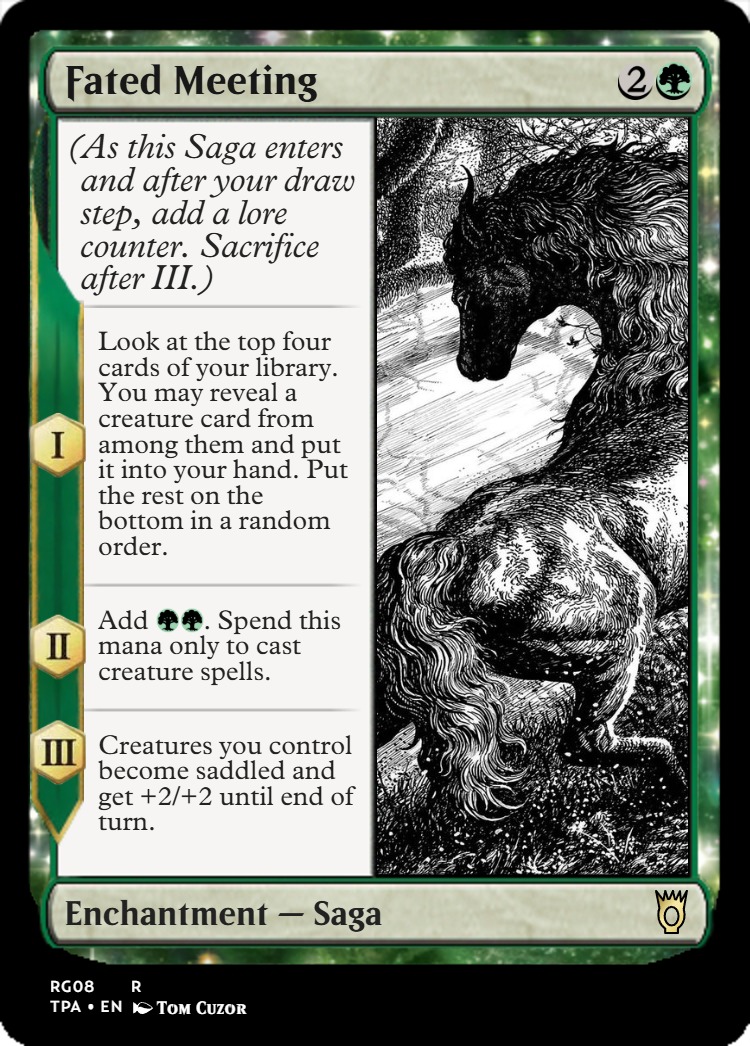 Fated Meeting 2
(As this Saga enters
and after your draw
step, add a lore
counter. Sacrifice
after III.)
I
Look at the top four
cards of your library.
You may reveal a
creature card from
among them and put
it into your hand. Put
the rest on the
bottom in a random
order.
II
Add . Spend this
mana only to cast
creature spells.
III
Creatures you control
become saddled and
get +2/+2 until end of
turn.
Enchantment — Saga
RG08 R
TPA • EN Tom Cuzor